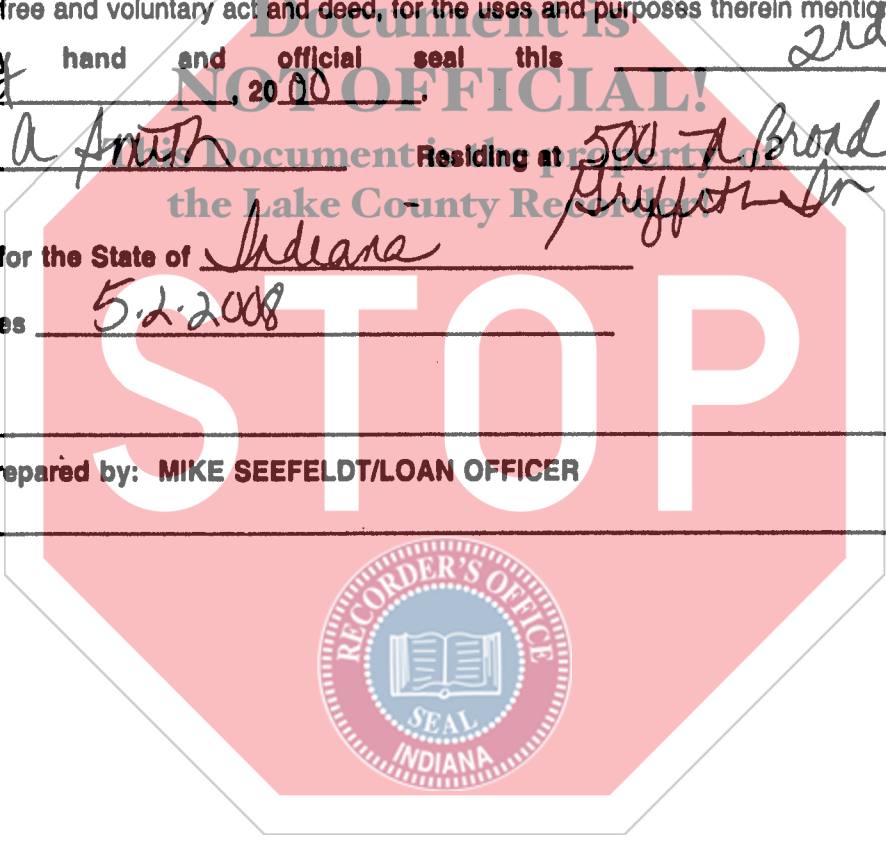 free and voluntary act and deed, for the uses and purposes therein mentio
Document is
hand and official seal this 2nd
NOT OFFICIAL!
, 2000.
a Smith Residing at 500 N. Broad
This Document is the property of
Griffith In
the Lake County Recorder!
for the State of Indiana
es 5.2.2008
STOP
epared by: MIKE SEEFELDT/LOAN OFFICER
RECORDER'S OFFICE
SEAL
INDIANA